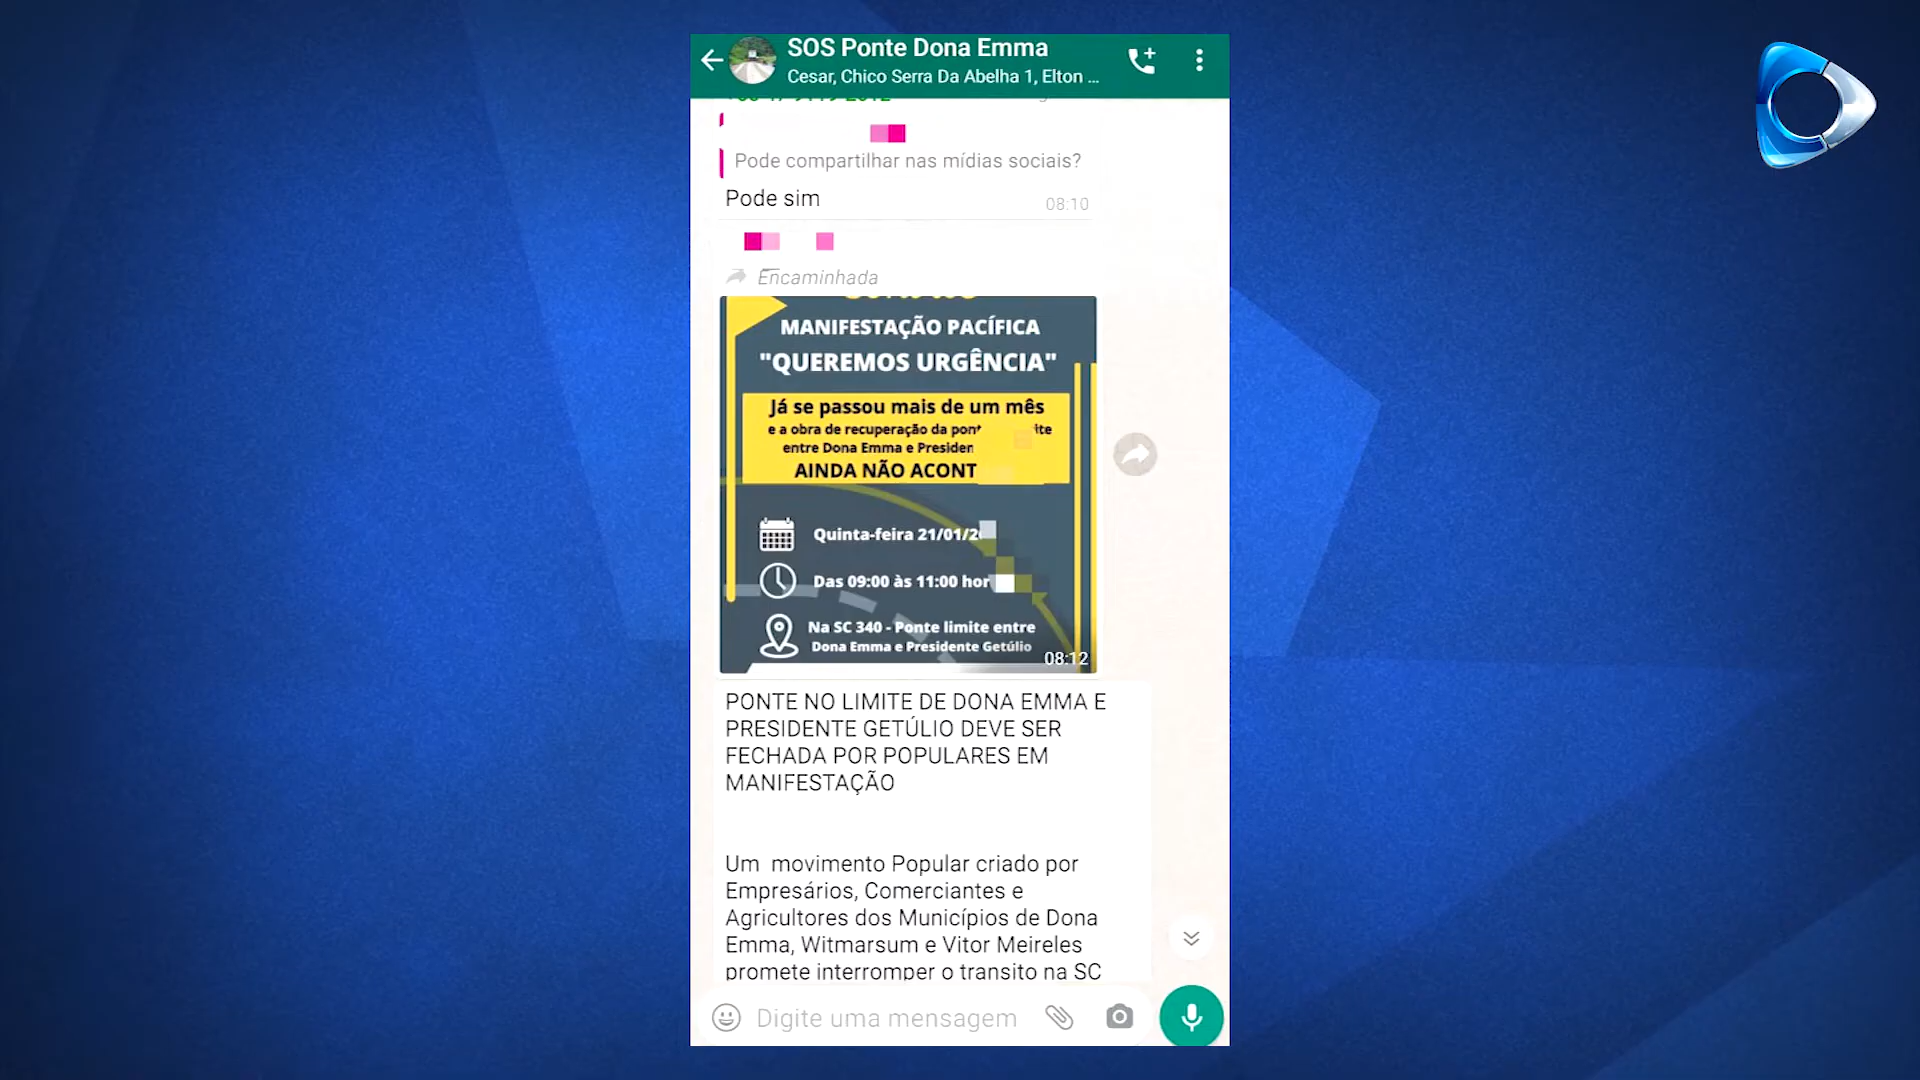 SOS Ponte Dona Emma
Cesar, Chico Serra Da Abelha 1, Elton ...
Pode compartilhar nas mídias sociais?
Pode sim
08:10
Encaminhada
MANIFESTAÇÃO PACÍFICA
"QUEREMOS URGÊNCIA"
Já se passou mais de um mês
e a obra de recuperação da
entre Dona Emma e
AINDA NÃO
Quinta-feira 21/01/2
Das 09:00 às 11:00 hor
Na SC 340 - Ponte limite entre
Dona Emma e Presidente Getúlio
08:12
PONTE NO LIMITE DE DONA EMMA E
PRESIDENTE GETÚLIO DEVE SER
FECHADA POR POPULARES EM
MANIFESTAÇÃO
Um movimento Popular criado por
Empresários, Comerciantes e
Agricultores dos Municípios de Dona
Emma, Witmarsum e Vitor Meireles
promete interromper o transito na SC
Digite uma mensagem